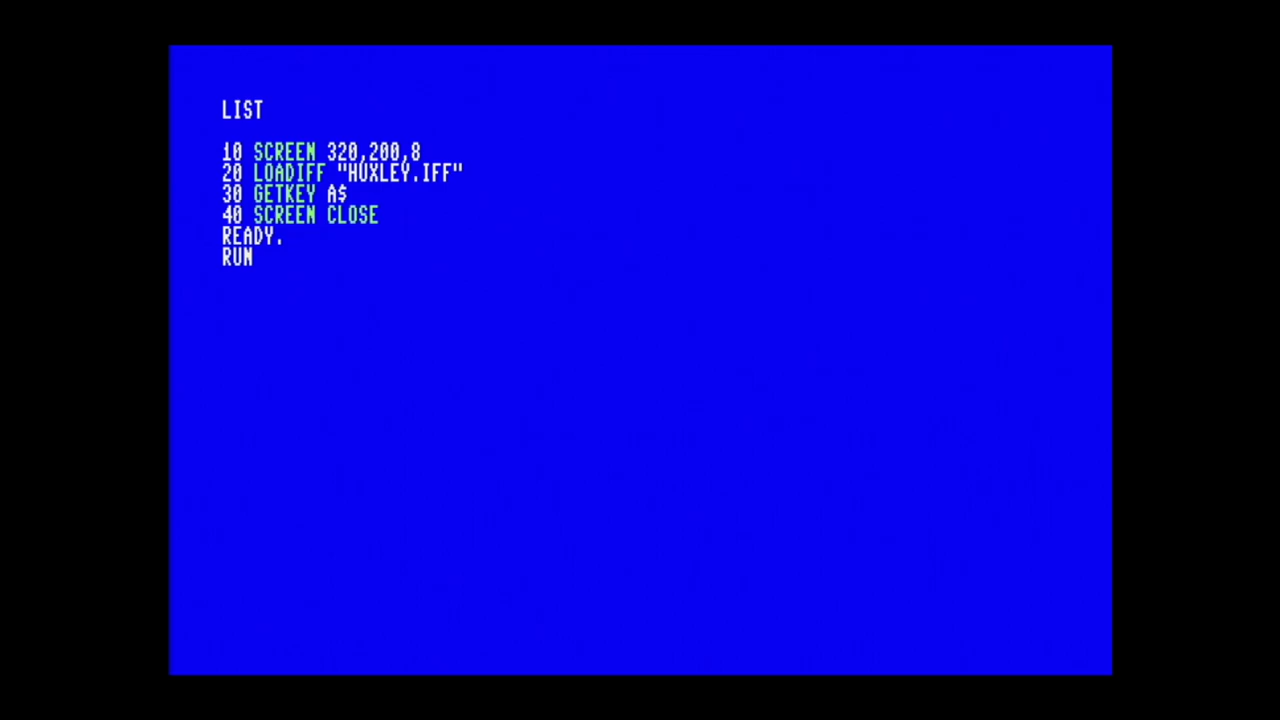 LIST
10 SCREEN 320,200,8
20 LOADIFF "HUXLEY.IFF"
30 GETKEY A$
40 SCREEN CLOSE
READY.
RUN